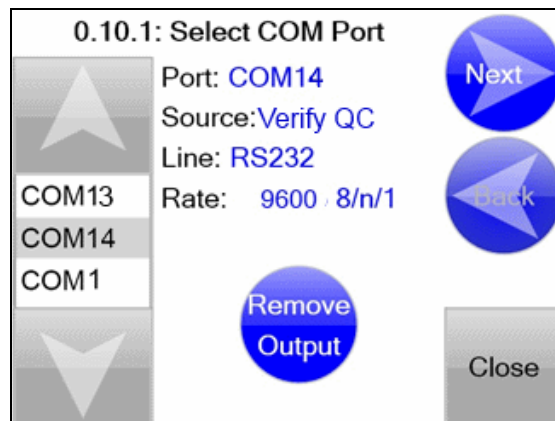 0.10.1: Select COM Port
Port: COM14
Source:Verify QC
Line: RS232
Rate: 9600 / 8/n/1
COM13
COM14
COM1
Next
Back
Remove
Output
Close